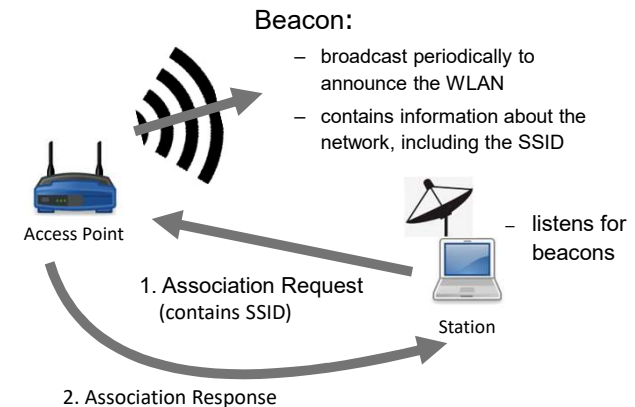 Beacon:
– broadcast periodically to
announce the WLAN
– contains information about the
network, including the SSID
Access Point
– listens for
beacons
1. Association Request
(contains SSID)
Station
2. Association Response